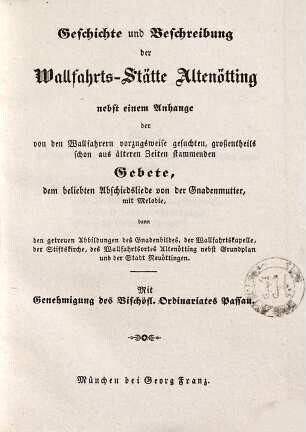 Geschichte und Beschreibung
der
Wallfahrts-Stätte Altenötting
nebst einem Anhange
der
von den Wallfahrern vorzugsweise gesuchten, großentheils
schon aus älteren Zeiten stammenden
Gebete,
dem beliebten Abschiedsliede von der Gnadenmutter,
mit Melodie,
dann
den getreuen Abbildungen des Gnadenbildes, der Wallfahrtskapelle,
der Stiftskirche, des Wallfahrtsortes Altenötting nebst Grundplan
und der Stadt Neuöttingen.
Mit
Genehmigung des Bischöfl. Ordinariates Passau.
München bei Georg Franz.